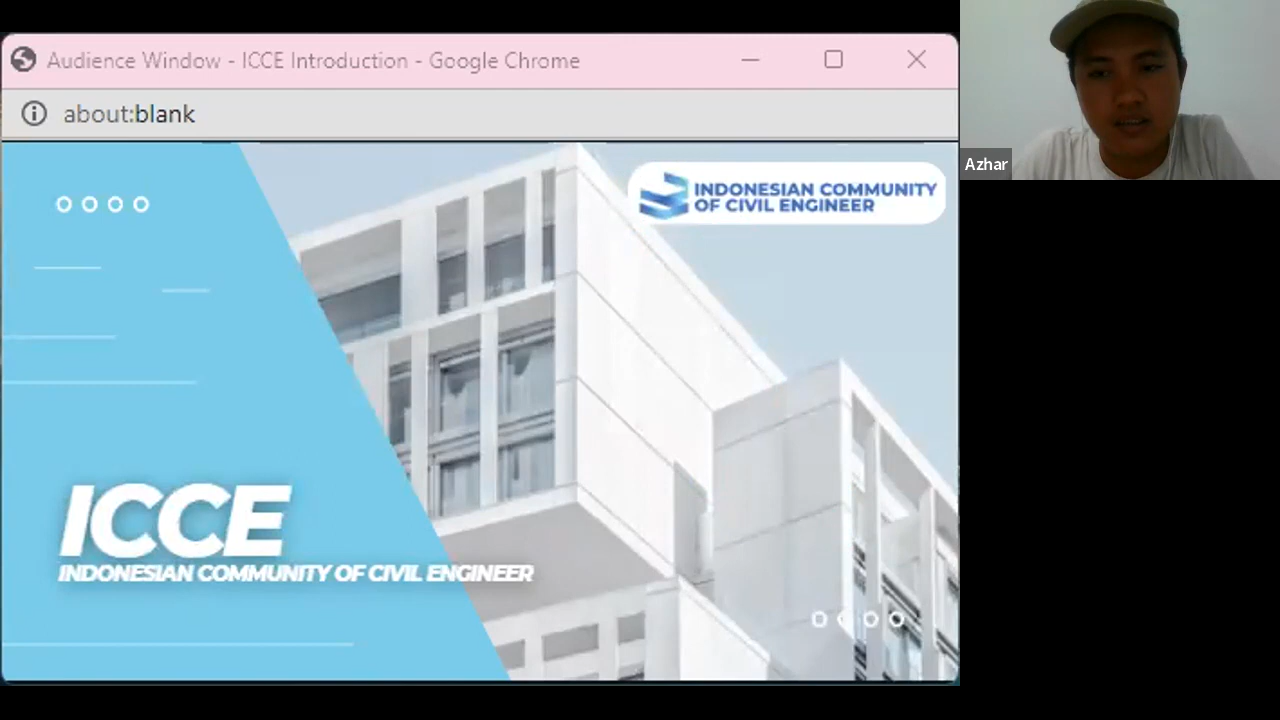 Audience Window - ICCE Introduction - Google Chrome
about:blank
INDONESIAN COMMUNITY
OF CIVIL ENGINEER
ICCE
INDONESIAN COMMUNITY OF CIVIL ENGINEER
Azhar